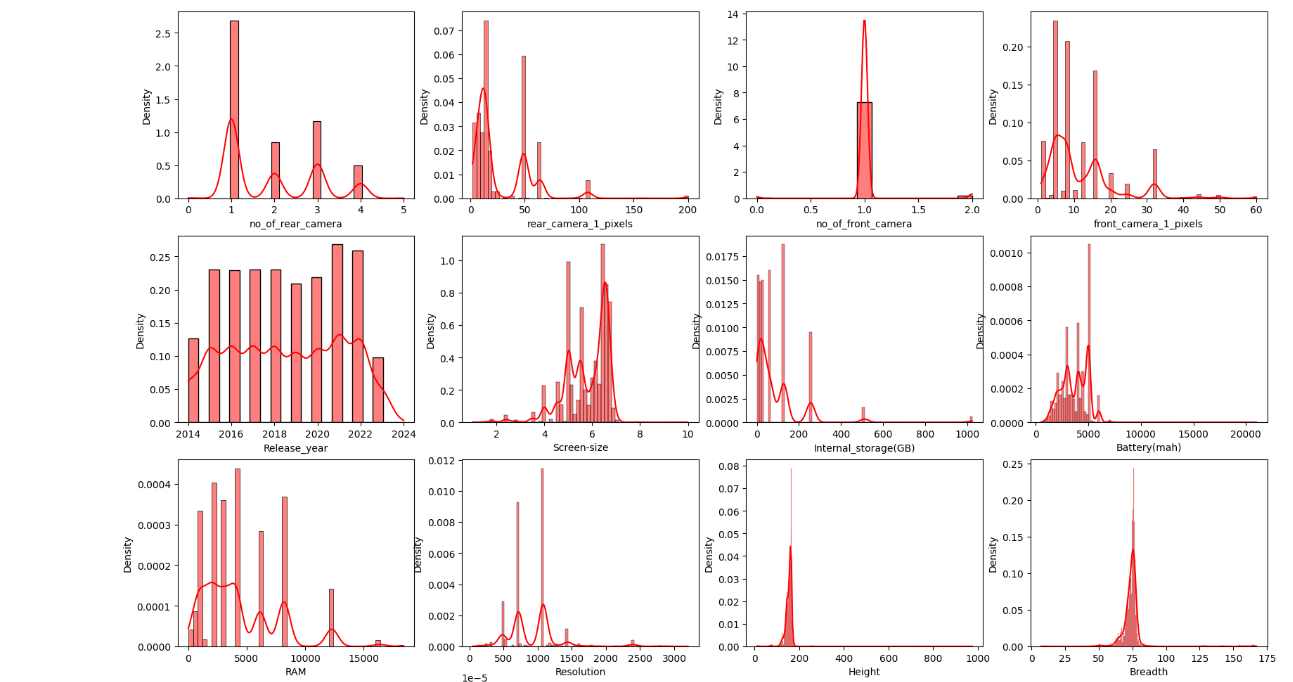 2.5
2.0
1.5
1.0
0.5
0.0
Density
0 1 2 3 4 5
no_of_rear_camera
0.07
0.06
0.05
0.04
0.03
0.02
0.01
0.00
Density
0 50 100 150 200
rear_camera_1_pixels
14
12
10
8
6
4
2
0
Density
0.0 0.5 1.0 1.5 2.0
no_of_front_camera
0.20
0.15
0.10
0.05
0.00
Density
0 10 20 30 40 50 60
front_camera_1_pixels
0.25
0.20
0.15
0.10
0.05
0.00
Density
2014 2016 2018 2020 2022 2024
Release_year
1.0
0.8
0.6
0.4
0.2
0.0
Density
2 4 6 8 10
Screen-size
0.0175
0.0150
0.0125
0.0100
0.0075
0.0050
0.0025
0.0000
Density
0 200 400 600 800 1000
Internal_storage(GB)
0.0010
0.0008
0.0006
0.0004
0.0002
0.0000
Density
0 5000 10000 15000 20000
Battery(mah)
0.0004
0.0003
0.0002
0.0001
0.0000
Density
0 5000 10000 15000
RAM
0.012
0.010
0.008
0.006
0.004
0.002
0.000
Density
0 500 1000 1500 2000 2500 3000
Resolution
1e−5
0.08
0.07
0.06
0.05
0.04
0.03
0.02
0.01
0.00
Density
0 200 400 600 800 1000
Height
0.25
0.20
0.15
0.10
0.05
0.00
Density
0 25 50 75 100 125 150 175
Breadth